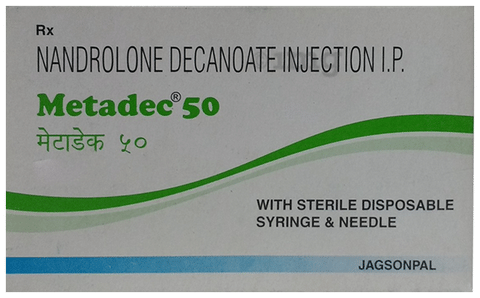 Rx
NANDROLONE DECANOATE INJECTION I.P.
Metadec® 50
मेटाडेक ५०
WITH STERILE DISPOSABLE
SYRINGE & NEEDLE
JAGSONPAL